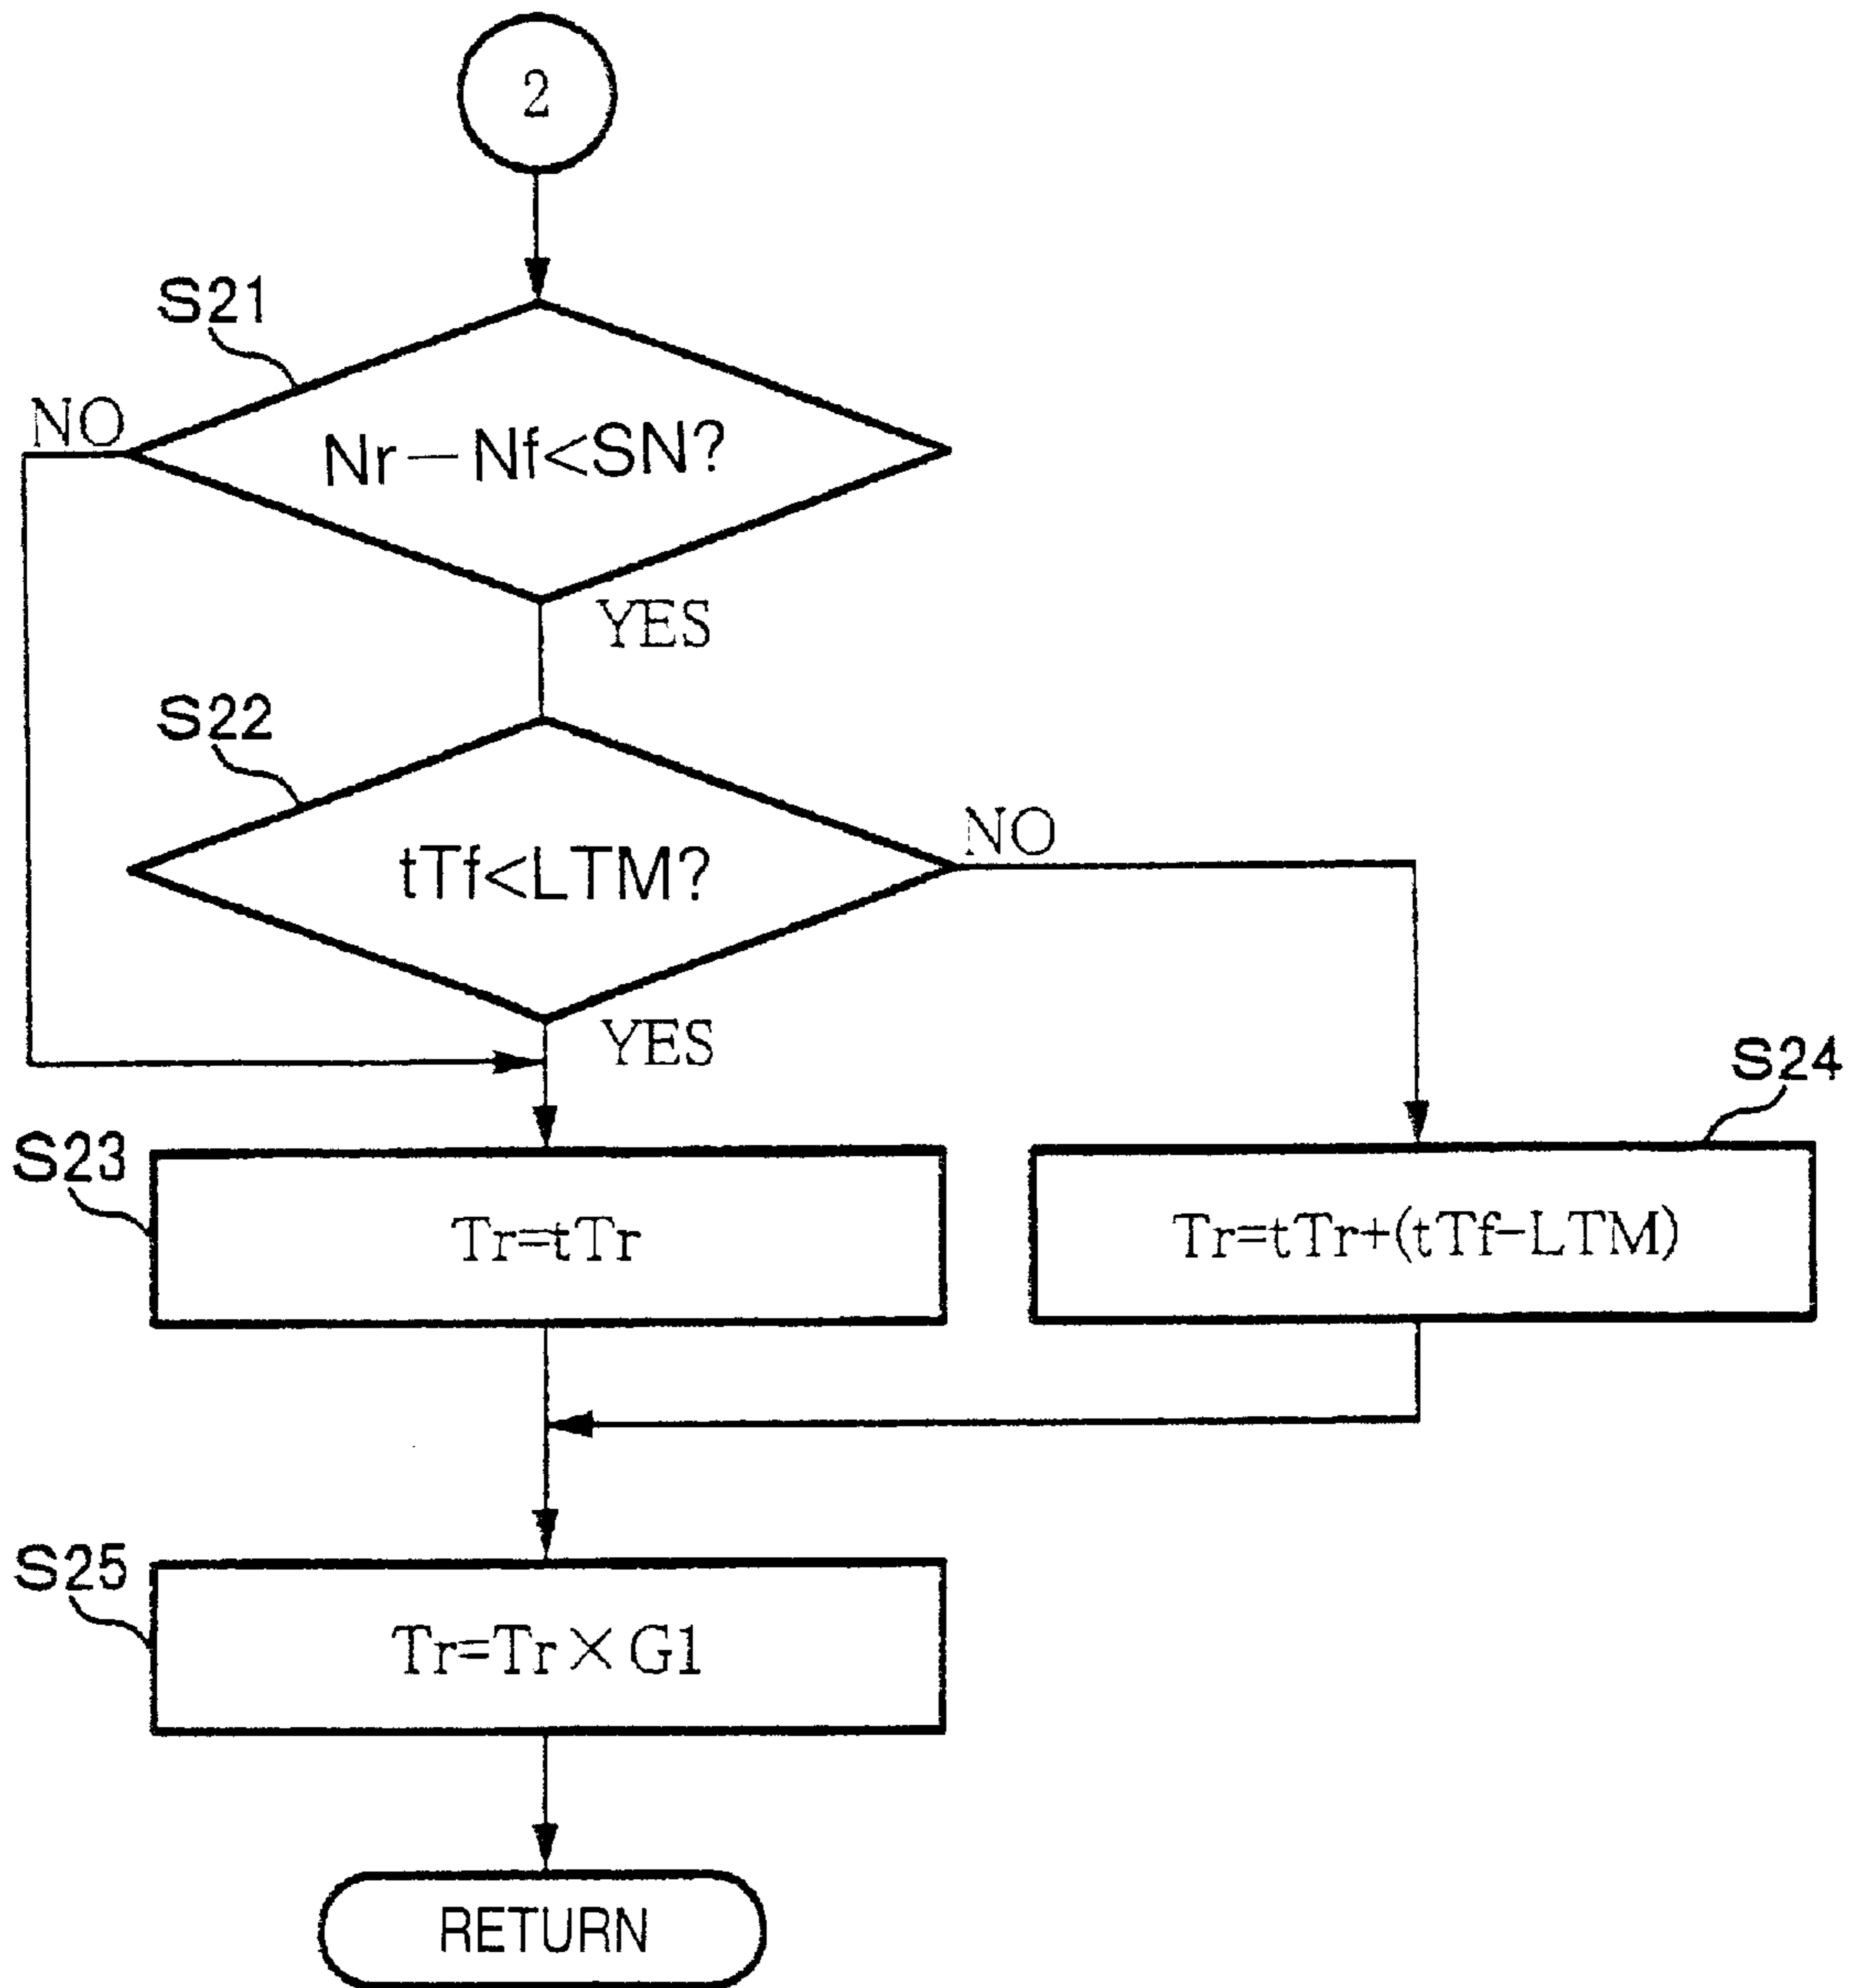 2
S21
NO
Nr－Nf<SN?
YES
S22
NO
tTf<LTM?
YES
S24
S23
Tr=tTr
Tr=tTr+(tTf-LTM)
S25
Tr=Tr×G1
RETURN